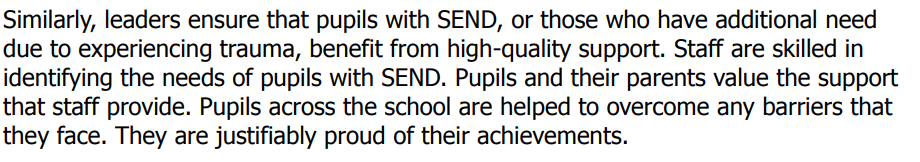 Similarly, leaders ensure that pupils with SEND, or those who have additional need
due to experiencing trauma, benefit from high-quality support. Staff are skilled in
identifying the needs of pupils with SEND. Pupils and their parents value the support
that staff provide. Pupils across the school are helped to overcome any barriers that
they face. They are justifiably proud of their achievements.